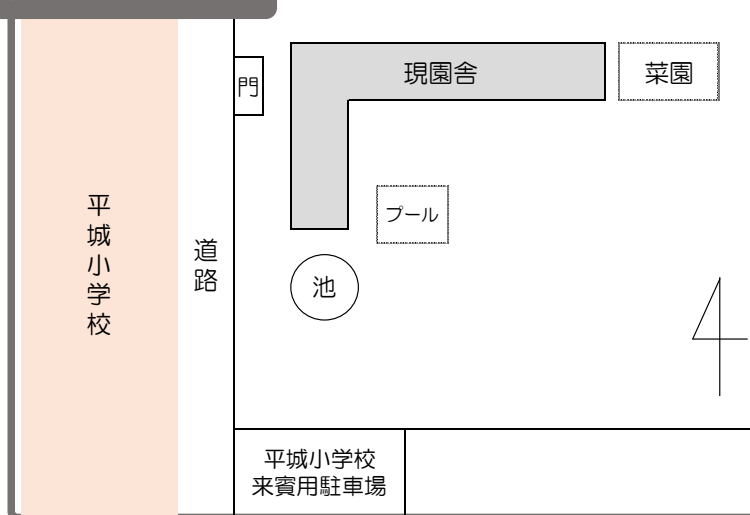 現園舎
菜園
門
平城小学校
道路
プール
池
平城小学校
来賓用駐車場